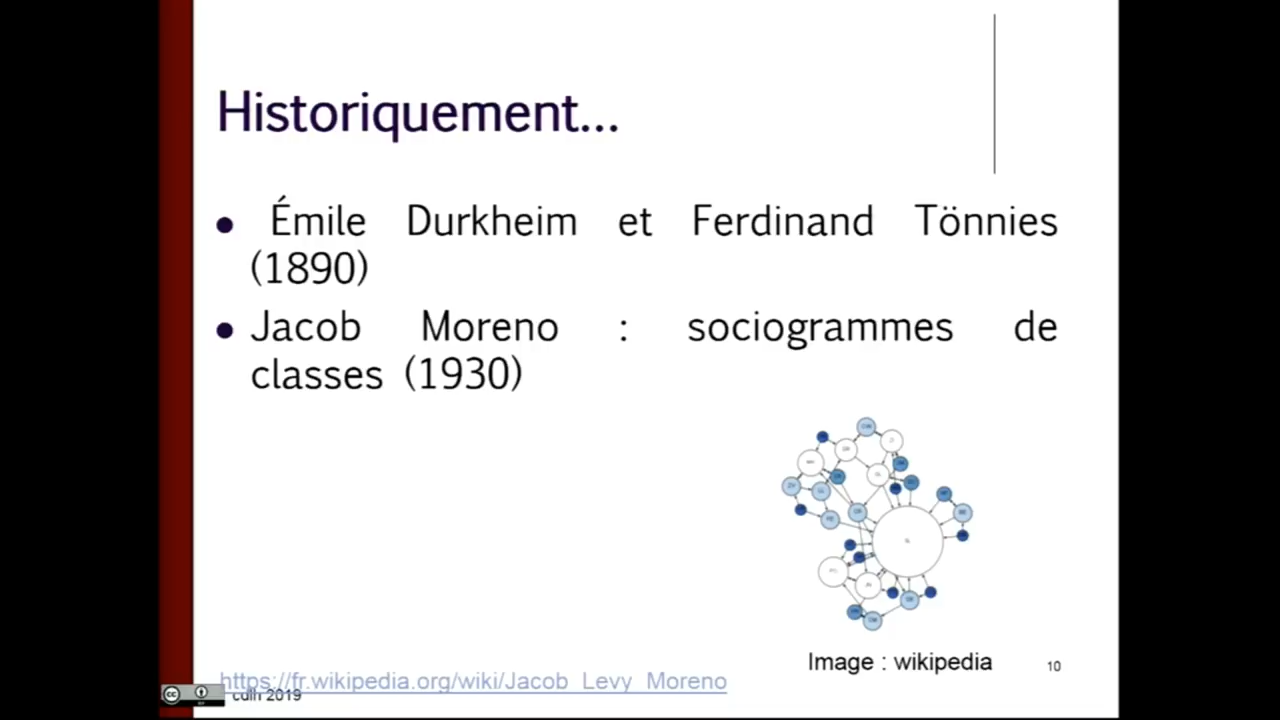 Historiquement...
● Émile Durkheim et Ferdinand Tönnies
(1890)
● Jacob Moreno : sociogrammes de
classes (1930)
Image : wikipedia
10
https://fr.wikipedia.org/wiki/Jacob_Levy_Moreno
cdlh 2019